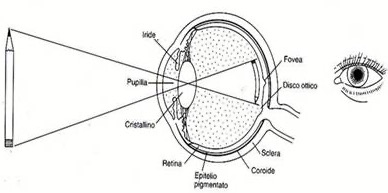 Iride
Pupilla
Cristallino
Retina
Epitelio
pigmentato
Coroide
Sclera
Disco ottico
Fovea